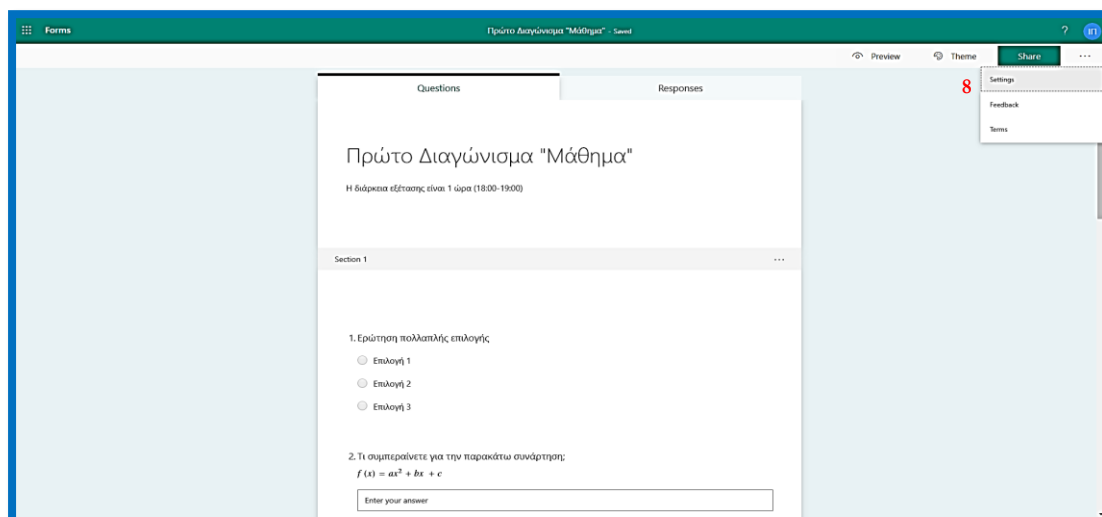 Forms
Πρώτο Διαγώνισμα "Μάθημα" - Saved
?
ΙΠ
Preview
Theme
Share
...
8
Settings
Feedback
Terms
Questions
Responses
Πρώτο Διαγώνισμα "Μάθημα"
Η διάρκεια εξέτασης είναι 1 ώρα (18:00-19:00)
Section 1
...
1. Ερώτηση πολλαπλής επιλογής
Επιλογή 1
Επιλογή 2
Επιλογή 3
2. Τι συμπεραίνετε για την παρακάτω συνάρτηση;
f (x) = ax² + bx + c
Enter your answer